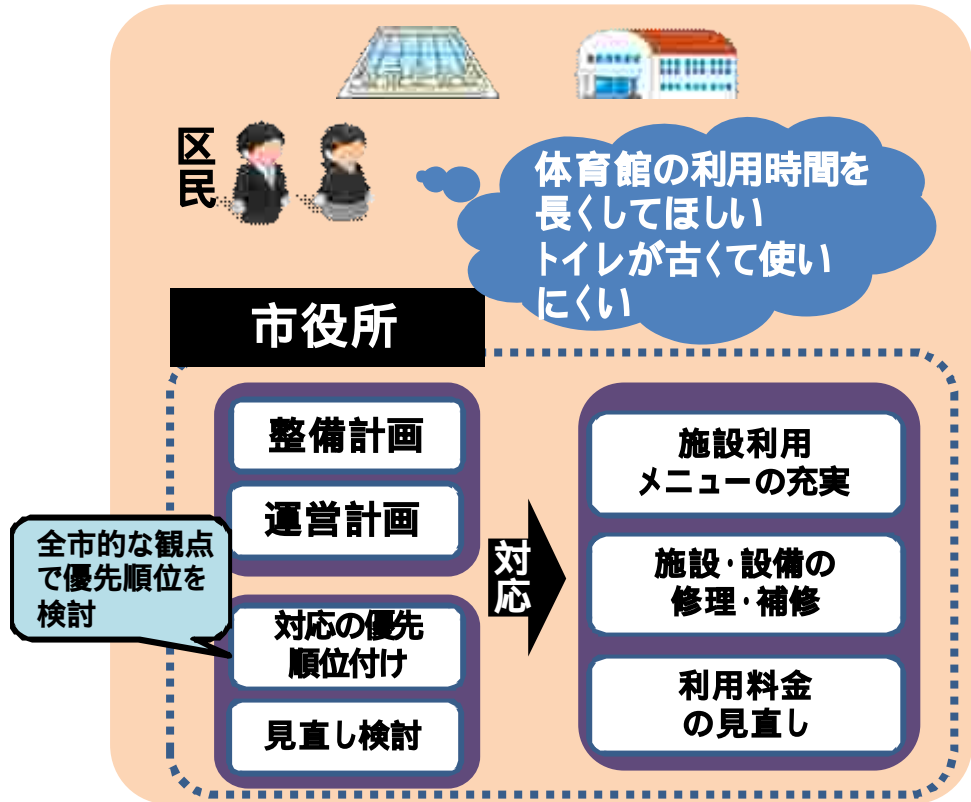 区民
体育館の利用時間を
長くしてほしい
トイレが古くて使い
にくい
市役所
整備計画
運営計画
全市的な観点
で優先順位を
検討
対応の優先
順位付け
見直し検討
対応
施設利用
メニューの充実
施設・設備の
修理・補修
利用料金
の見直し